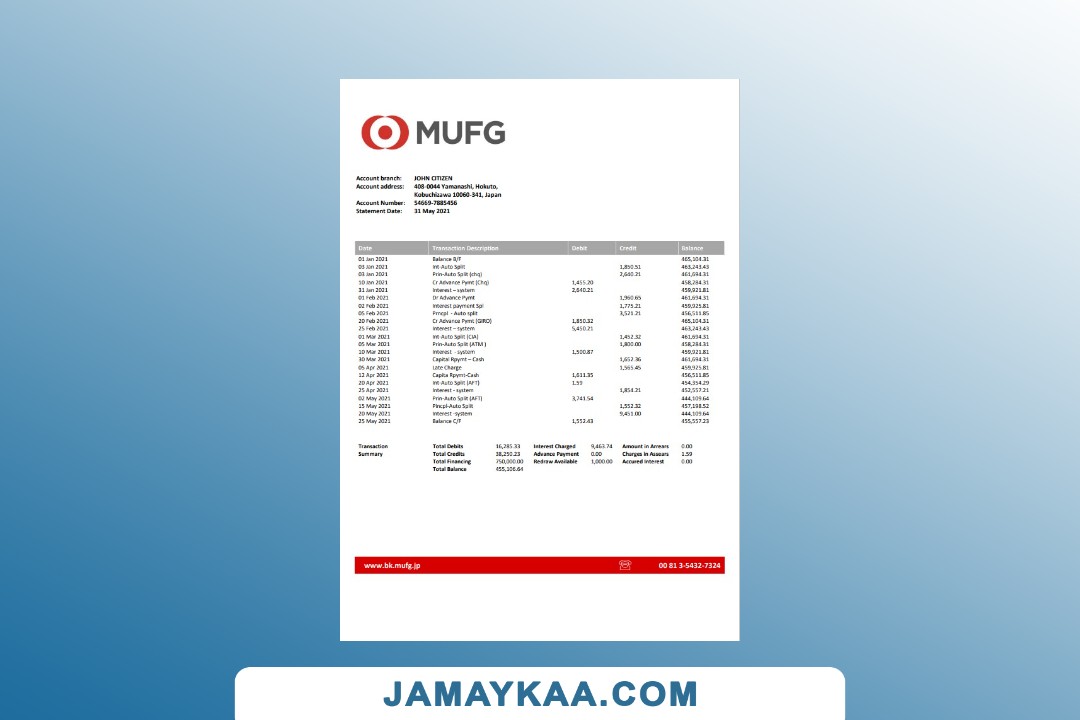 MUFG
Account branch: JOHN CITIZEN
Account address: 408-0044 Yamanashi, Hokuto,
Kobuchizawa 10060-341, Japan
Account Number: 54669-7885456
Statement Date: 31 May 2021
Date Transaction Description Debit Credit Balance
01 Jan 2021 Balance B/F 465,104.31
03 Jan 2021 Int-Auto Split 1,850.51 463,243.43
03 Jan 2021 Prin-Auto Split (chq) 2,640.21 461,694.31
10 Jan 2021 Cr Advance Pymt (Chq) 1,455.20 458,284.31
31 Jan 2021 Interest – system 2,640.21 459,921.81
01 Feb 2021 Dr Advance Pymt 1,960.65 461,694.31
02 Feb 2021 Interest payment Spl 1,775.21 459,925.81
05 Feb 2021 Prncpl - Auto split 3,521.21 456,511.85
20 Feb 2021 Cr Advance Pymt (GIRO) 1,850.32 465,104.31
25 Feb 2021 Interest – system 5,450.21 463,243.43
01 Mar 2021 Int-Auto Split (CIA) 1,452.32 461,694.31
05 Mar 2021 Prin-Auto Split (ATM ) 1,800.00 458,284.31
10 Mar 2021 Interest - system 1,500.87 459,921.81
30 Mar 2021 Capital Rpymt – Cash 1,652.36 461,694.31
05 Apr 2021 Late Charge 1,565.45 459,925.81
12 Apr 2021 Capita Rpymt-Cash 1,611.35 456,511.85
20 Apr 2021 Int-Auto Split (AFT) 1.59 454,354.29
25 Apr 2021 Interest - system 1,854.21 452,557.21
02 May 2021 Prin-Auto Split (AFT) 3,741.54 444,109.64
15 May 2021 Pincpl-Auto Split 1,552.32 457,198.52
20 May 2021 Interest -system 9,451.00 444,109.64
25 May 2021 Balance C/F 1,552.43 455,557.23
Transaction Total Debits 16,285.33 Interest Charged 9,463.74 Amount in Arrears 0.00
Summary Total Credits 38,250.23 Advance Payment 0.00 Charges in Assears 1.59
Total Financing 750,000.00 Redraw Available 1,000.00 Accured Interest 0.00
Total Balance 455,106.64
www.bk.mufg.jp 00 81 3-5432-7324
JAMAYKAA.COM